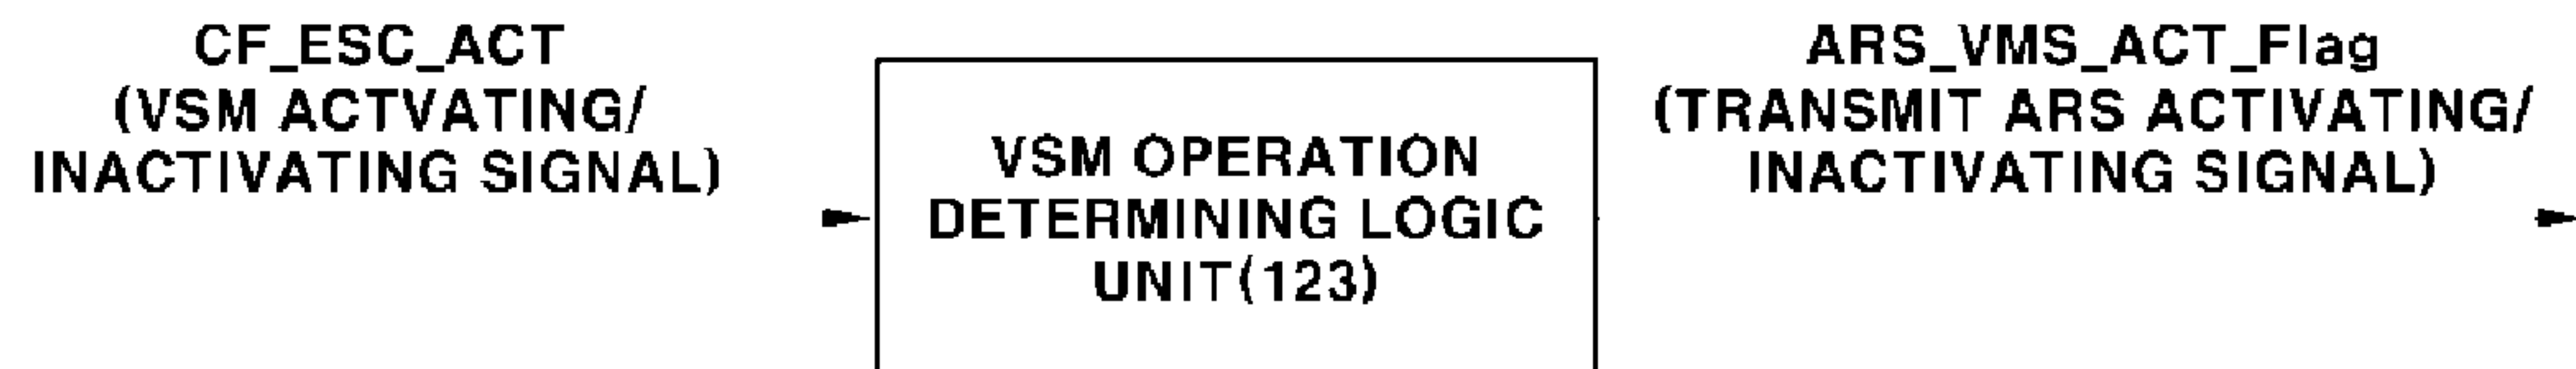 CF_ESC_ACT
(VSM ACTVATING/
INACTIVATING SIGNAL)
VSM OPERATION
DETERMINING LOGIC
UNIT(123)
ARS_VMS_ACT_Flag
(TRANSMIT ARS ACTIVATING/
INACTIVATING SIGNAL)